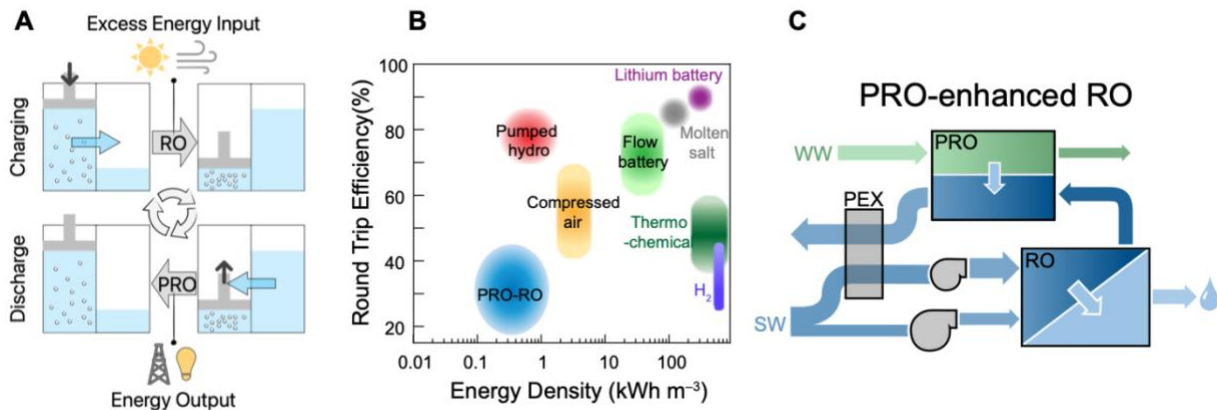 A
Excess Energy Input
Charging
RO
Discharge
PRO
Energy Output
B
Round Trip Efficiency(%)
100
80
60
40
20
0.01
0.1
1
10
100
Energy Density (kWh m⁻³)
Lithium battery
Pumped
hydro
Flow
battery
Molten
salt
Compressed
air
Thermo
-chemical
PRO-RO
H₂
C
PRO-enhanced RO
WW
PRO
PEX
RO
SW